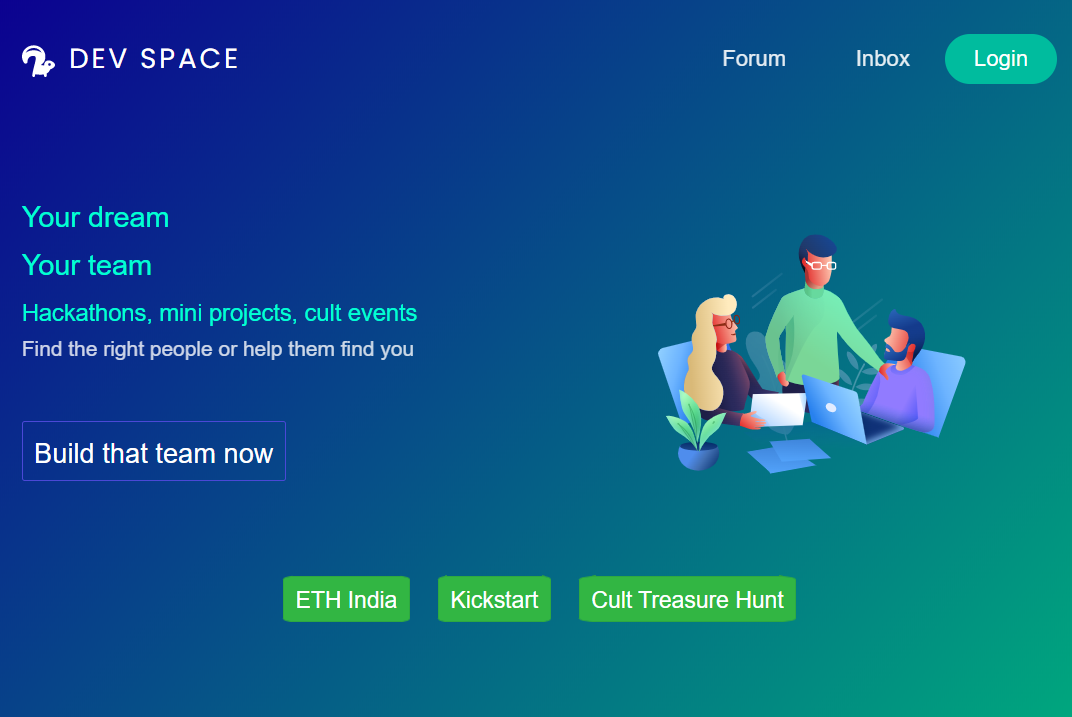 DEV SPACE
Forum
Inbox
Login
Your dream
Your team
Hackathons, mini projects, cult events
Find the right people or help them find you
Build that team now
ETH India
Kickstart
Cult Treasure Hunt